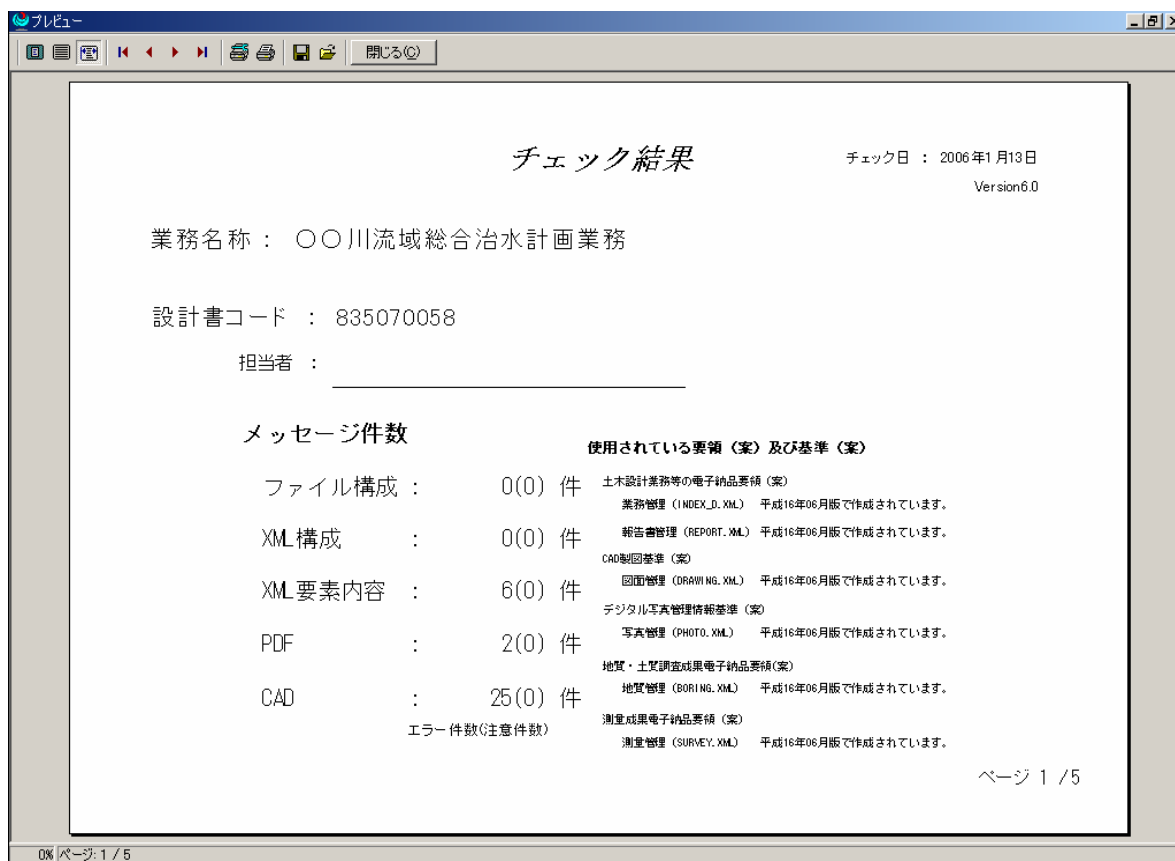 プレビュー
閉じる(C)
チェック結果
チェック日 : 2006年1月13日
Version6.0
業務名称 : 〇〇川流域総合治水計画業務
設計書コード : 835070058
担当者 :
メッセージ件数
ファイル構成 : 0(0) 件
XML構成 : 0(0) 件
XML要素内容 : 6(0) 件
PDF : 2(0) 件
CAD : 25(0) 件
エラー件数(注意件数)
使用されている要領（案）及び基準（案）
土木設計業務等の電子納品要領（案）
業務管理（INDEX_D.XML） 平成16年06月版で作成されています。
報告書管理（REPORT.XML） 平成16年06月版で作成されています。
CAD製図基準（案）
図面管理（DRAWING.XML） 平成16年06月版で作成されています。
デジタル写真管理情報基準（案）
写真管理（PHOTO.XML） 平成16年06月版で作成されています。
地質・土質調査成果電子納品要領(案)
地質管理（BORING.XML） 平成16年06月版で作成されています。
測量成果電子納品要領（案）
測量管理（SURVEY.XML） 平成16年06月版で作成されています。
ページ 1 /5
0% ページ: 1 / 5